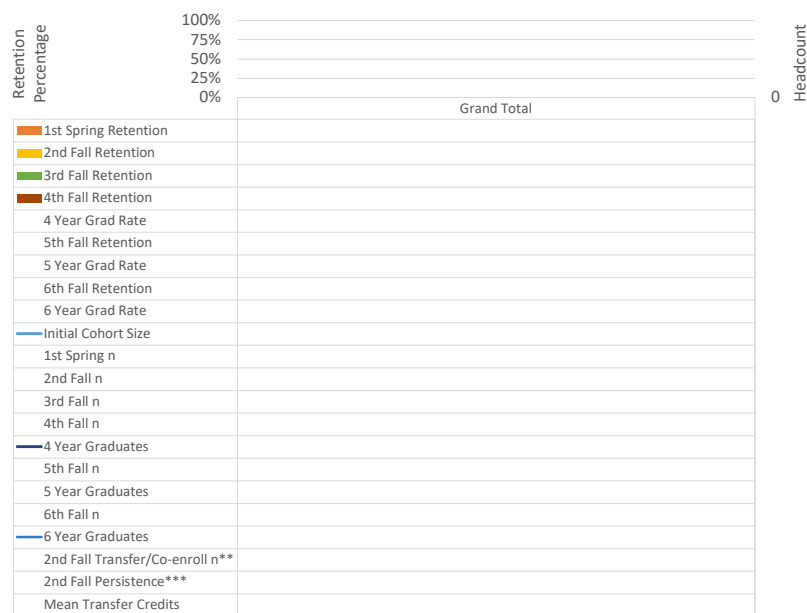 Retention
Percentage
100%
75%
50%
25%
0%
0
Headcount
Grand Total
1st Spring Retention
2nd Fall Retention
3rd Fall Retention
4th Fall Retention
4 Year Grad Rate
5th Fall Retention
5 Year Grad Rate
6th Fall Retention
6 Year Grad Rate
Initial Cohort Size
1st Spring n
2nd Fall n
3rd Fall n
4th Fall n
4 Year Graduates
5th Fall n
5 Year Graduates
6th Fall n
6 Year Graduates
2nd Fall Transfer/Co-enroll n**
2nd Fall Persistence***
Mean Transfer Credits